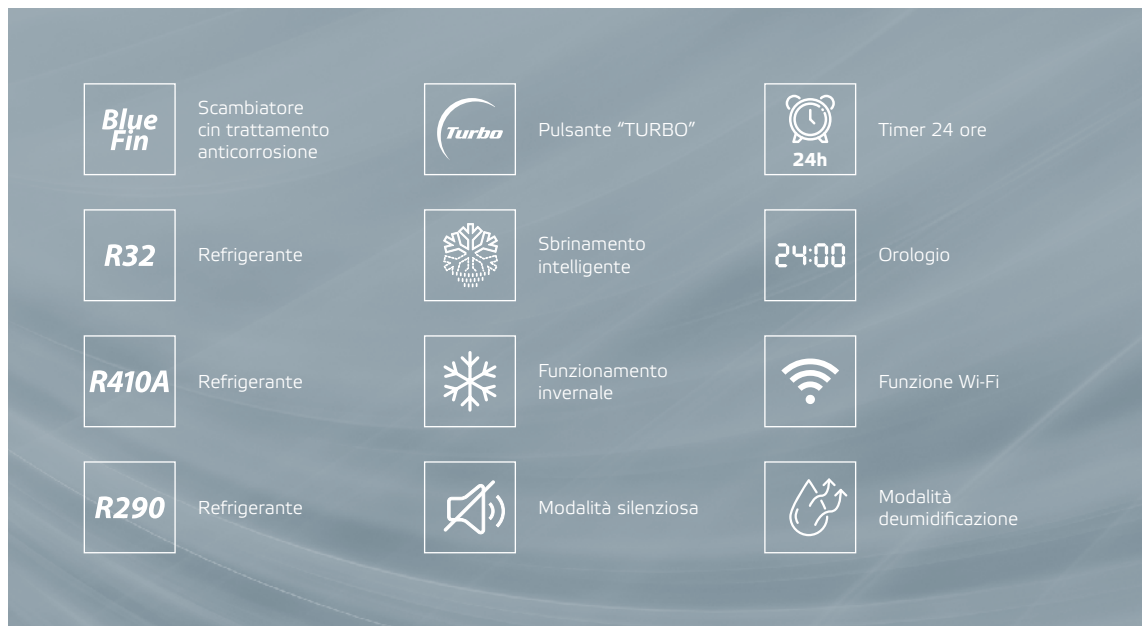 Blue
Fin
Scambiatore
cin trattamento
anticorrosione
Turbo
Pulsante “TURBO”
24h
Timer 24 ore
R32
Refrigerante
Sbrinamento
intelligente
24:00
Orologio
R410A
Refrigerante
Funzionamento
invernale
Funzione Wi-Fi
R290
Refrigerante
Modalità silenziosa
Modalità
deumidificazione